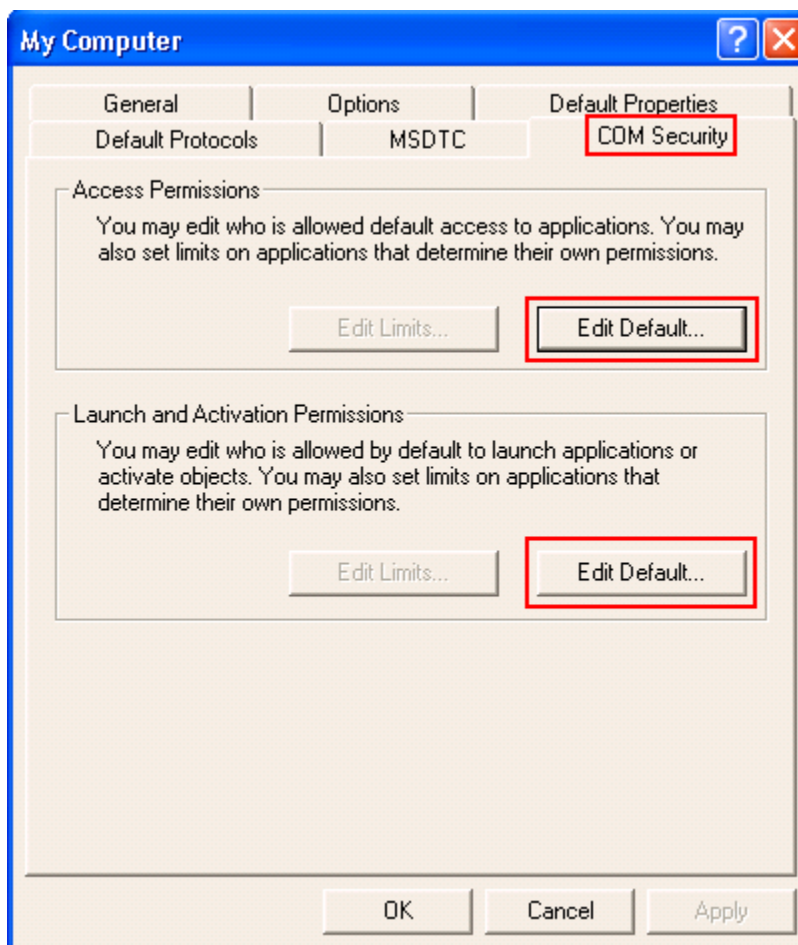 My Computer
General Options Default Properties
Default Protocols MSDTC COM Security
Access Permissions
You may edit who is allowed default access to applications. You may
also set limits on applications that determine their own permissions.
Edit Limits... Edit Default...
Launch and Activation Permissions
You may edit who is allowed by default to launch applications or
activate objects. You may also set limits on applications that
determine their own permissions.
Edit Limits... Edit Default...
OK Cancel Apply